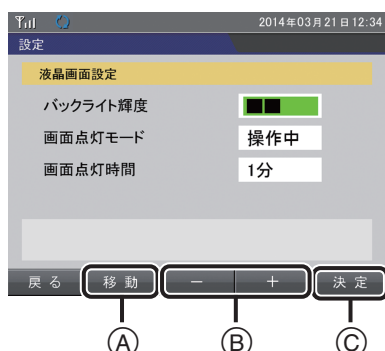 2014年03月21日12:34
設定
液晶画面設定
バックライト輝度
画面点灯モード 操作中
画面点灯時間 1分
戻る 移動 － ＋ 決定
Ⓐ Ⓑ Ⓒ